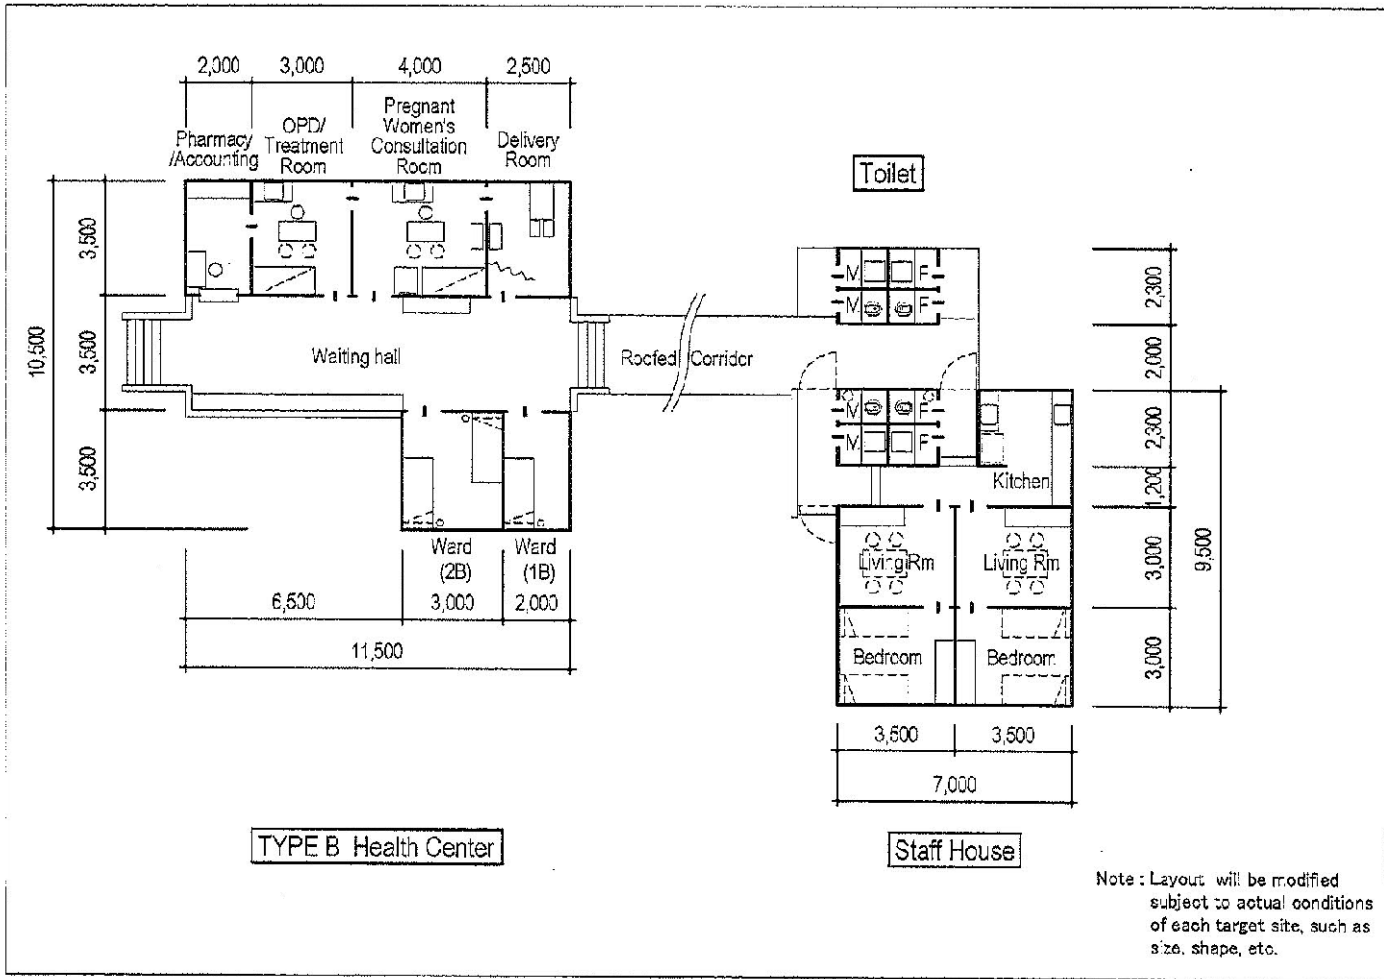 2,000 3,000 4,000 2,500
Pharmacy
/Accounting
OPD/
Treatment
Room
Pregnant
Women's
Consultation
Room
Delivery
Room
Toilet
10,500
3,500
3,500
3,500
Waiting hall
Roofed Corridor
M F
M F
M F
M F
Kitchen
Living Rm Living Rm
Bedroom Bedroom
2,300
2,000
2,300
1,200
3,000
3,000
9,500
Ward
(2B)
Ward
(1B)
6,500 3,000 2,000
11,500
3,500 3,500
7,000
TYPE B Health Center
Staff House
Note : Layout will be modified
subject to actual conditions
of each target site, such as
size, shape, etc.